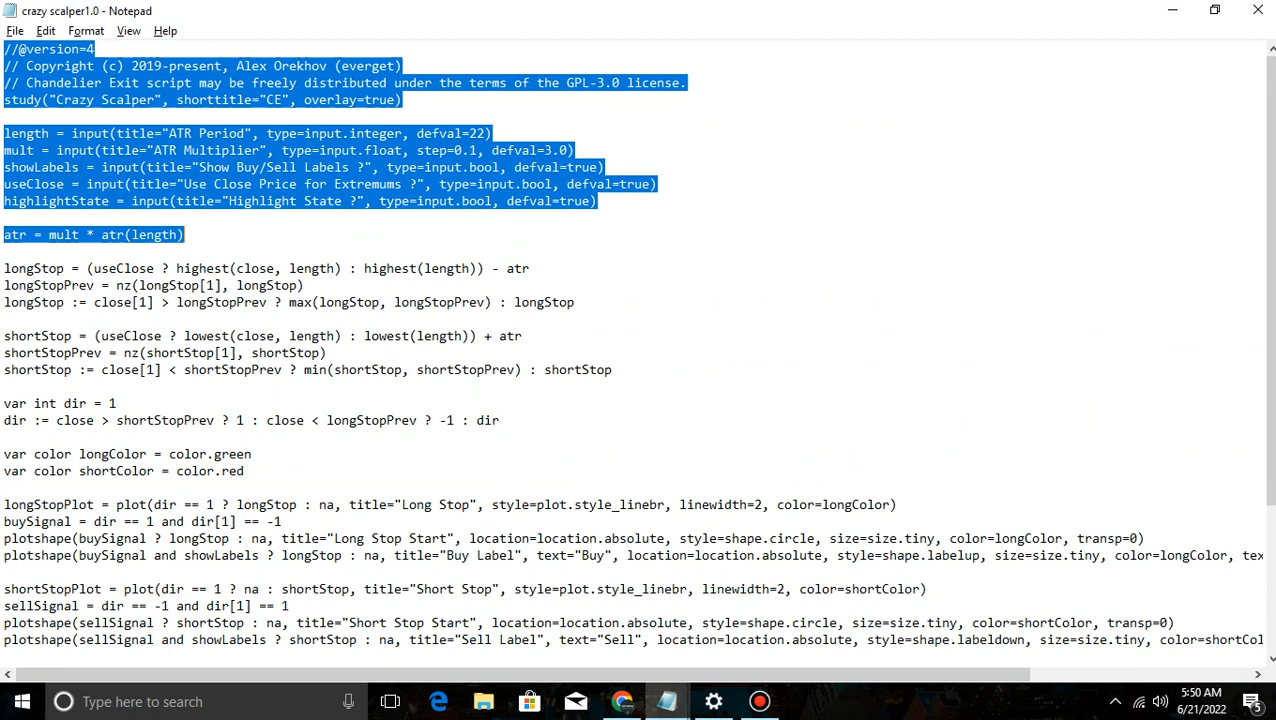 crazy scalper1.0 - Notepad
File Edit Format View Help
//@version=4
// Copyright (c) 2019-present, Alex Orekhov (everget)
// Chandelier Exit script may be freely distributed under the terms of the GPL-3.0 license.
study("Crazy Scalper", shorttitle="CE", overlay=true)
length = input(title="ATR Period", type=input.integer, defval=22)
mult = input(title="ATR Multiplier", type=input.float, step=0.1, defval=3.0)
showLabels = input(title="Show Buy/Sell Labels ?", type=input.bool, defval=true)
useClose = input(title="Use Close Price for Extremums ?", type=input.bool, defval=true)
highlightState = input(title="Highlight State ?", type=input.bool, defval=true)
atr = mult * atr(length)
longStop = (useClose ? highest(close, length) : highest(length)) - atr
longStopPrev = nz(longStop[1], longStop)
longStop := close[1] > longStopPrev ? max(longStop, longStopPrev) : longStop
shortStop = (useClose ? lowest(close, length) : lowest(length)) + atr
shortStopPrev = nz(shortStop[1], shortStop)
shortStop := close[1] < shortStopPrev ? min(shortStop, shortStopPrev) : shortStop
var int dir = 1
dir := close > shortStopPrev ? 1 : close < longStopPrev ? -1 : dir
var color longColor = color.green
var color shortColor = color.red
longStopPlot = plot(dir == 1 ? longStop : na, title="Long Stop", style=plot.style_linebr, linewidth=2, color=longColor)
buySignal = dir == 1 and dir[1] == -1
plotshape(buySignal ? longStop : na, title="Long Stop Start", location=location.absolute, style=shape.circle, size=size.tiny, color=longColor, transp=0)
plotshape(buySignal and showLabels ? longStop : na, title="Buy Label", text="Buy", location=location.absolute, style=shape.labelup, size=size.tiny, color=longColor, tex
shortStopPlot = plot(dir == 1 ? na : shortStop, title="Short Stop", style=plot.style_linebr, linewidth=2, color=shortColor)
sellSignal = dir == -1 and dir[1] == 1
plotshape(sellSignal ? shortStop : na, title="Short Stop Start", location=location.absolute, style=shape.circle, size=size.tiny, color=shortColor, transp=0)
plotshape(sellSignal and showLabels ? shortStop : na, title="Sell Label", text="Sell", location=location.absolute, style=shape.labeldown, size=size.tiny, color=shortCol
Type here to search
5:50 AM
6/21/2022
5